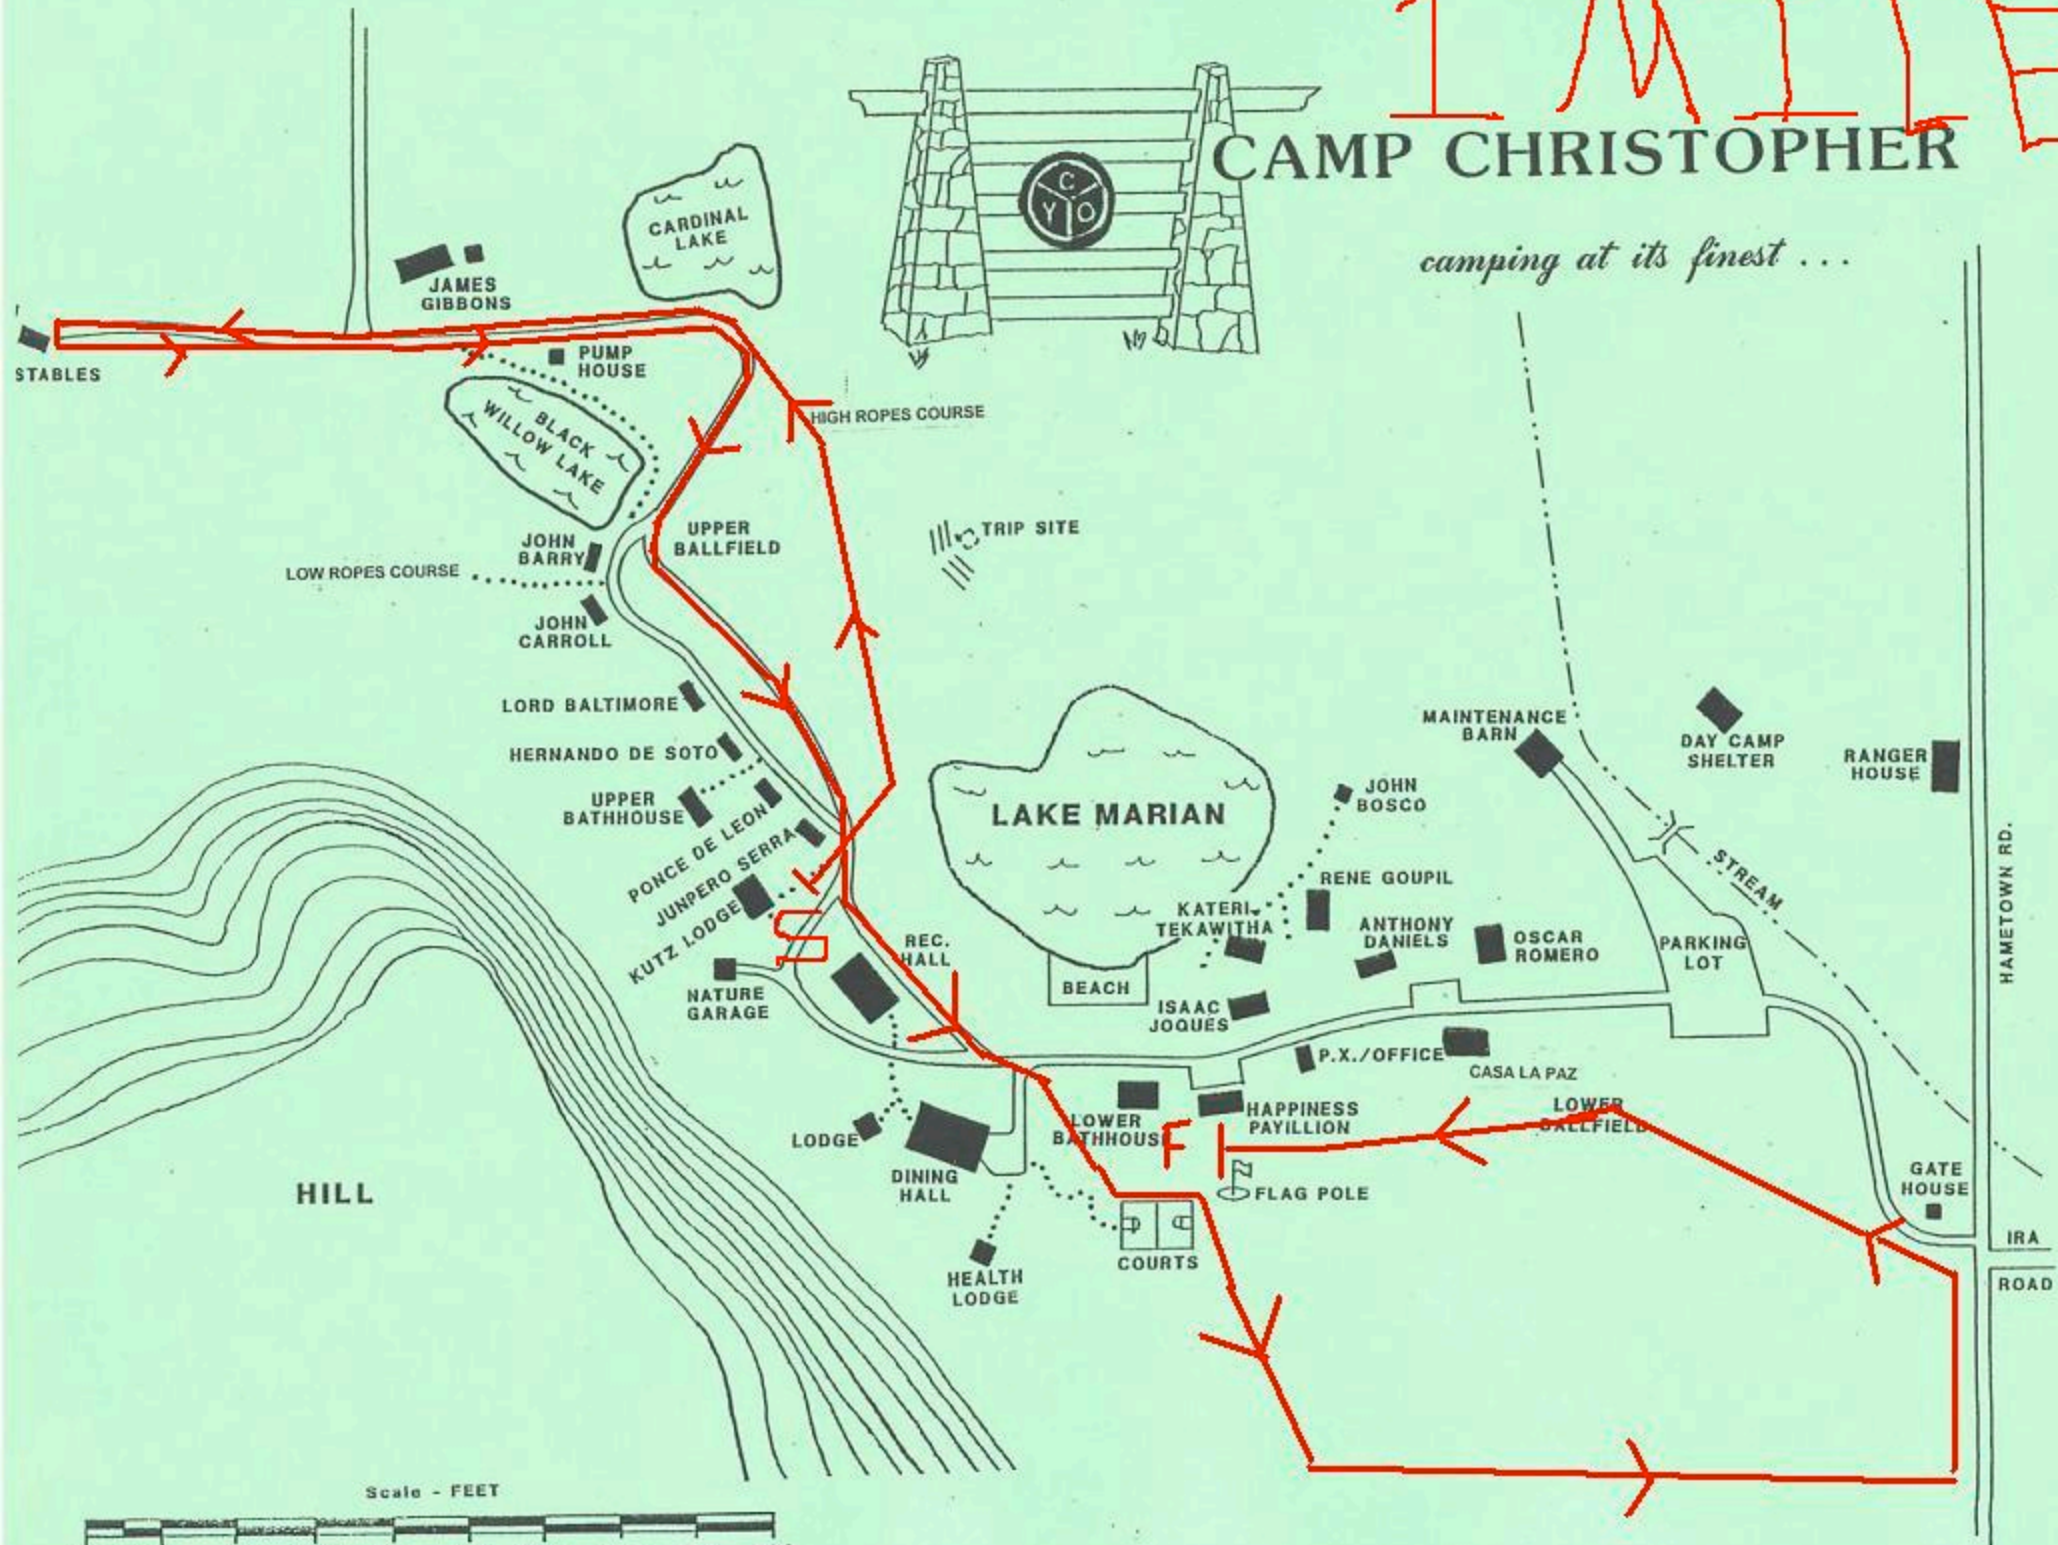 CAMP CHRISTOPHER
camping at its finest ...
C
Y O
CARDINAL
LAKE
JAMES
GIBBONS
STABLES
PUMP
HOUSE
BLACK
WILLOW LAKE
HIGH ROPES COURSE
UPPER
BALLFIELD
TRIP SITE
JOHN
BARRY
LOW ROPES COURSE
JOHN
CARROLL
LORD BALTIMORE
HERNANDO DE SOTO
UPPER
BATHHOUSE
PONCE DE LEON
JUNPERO SERRA
KUTZ LODGE
S
NATURE
GARAGE
REC.
HALL
LAKE MARIAN
BEACH
JOHN
BOSCO
RENE GOUPIL
KATERI
TEKAWITHA
ANTHONY
DANIELS
OSCAR
ROMERO
ISAAC
JOQUES
MAINTENANCE
BARN
DAY CAMP
SHELTER
RANGER
HOUSE
STREAM
HAMETOWN RD.
PARKING
LOT
P.X./OFFICE
CASA LA PAZ
LOWER
BALLFIELD
HAPPINESS
PAYILLION
LOWER
BATHHOUSE
F
FLAG POLE
LODGE
DINING
HALL
HEALTH
LODGE
COURTS
GATE
HOUSE
IRA
ROAD
HILL
Scale - FEET